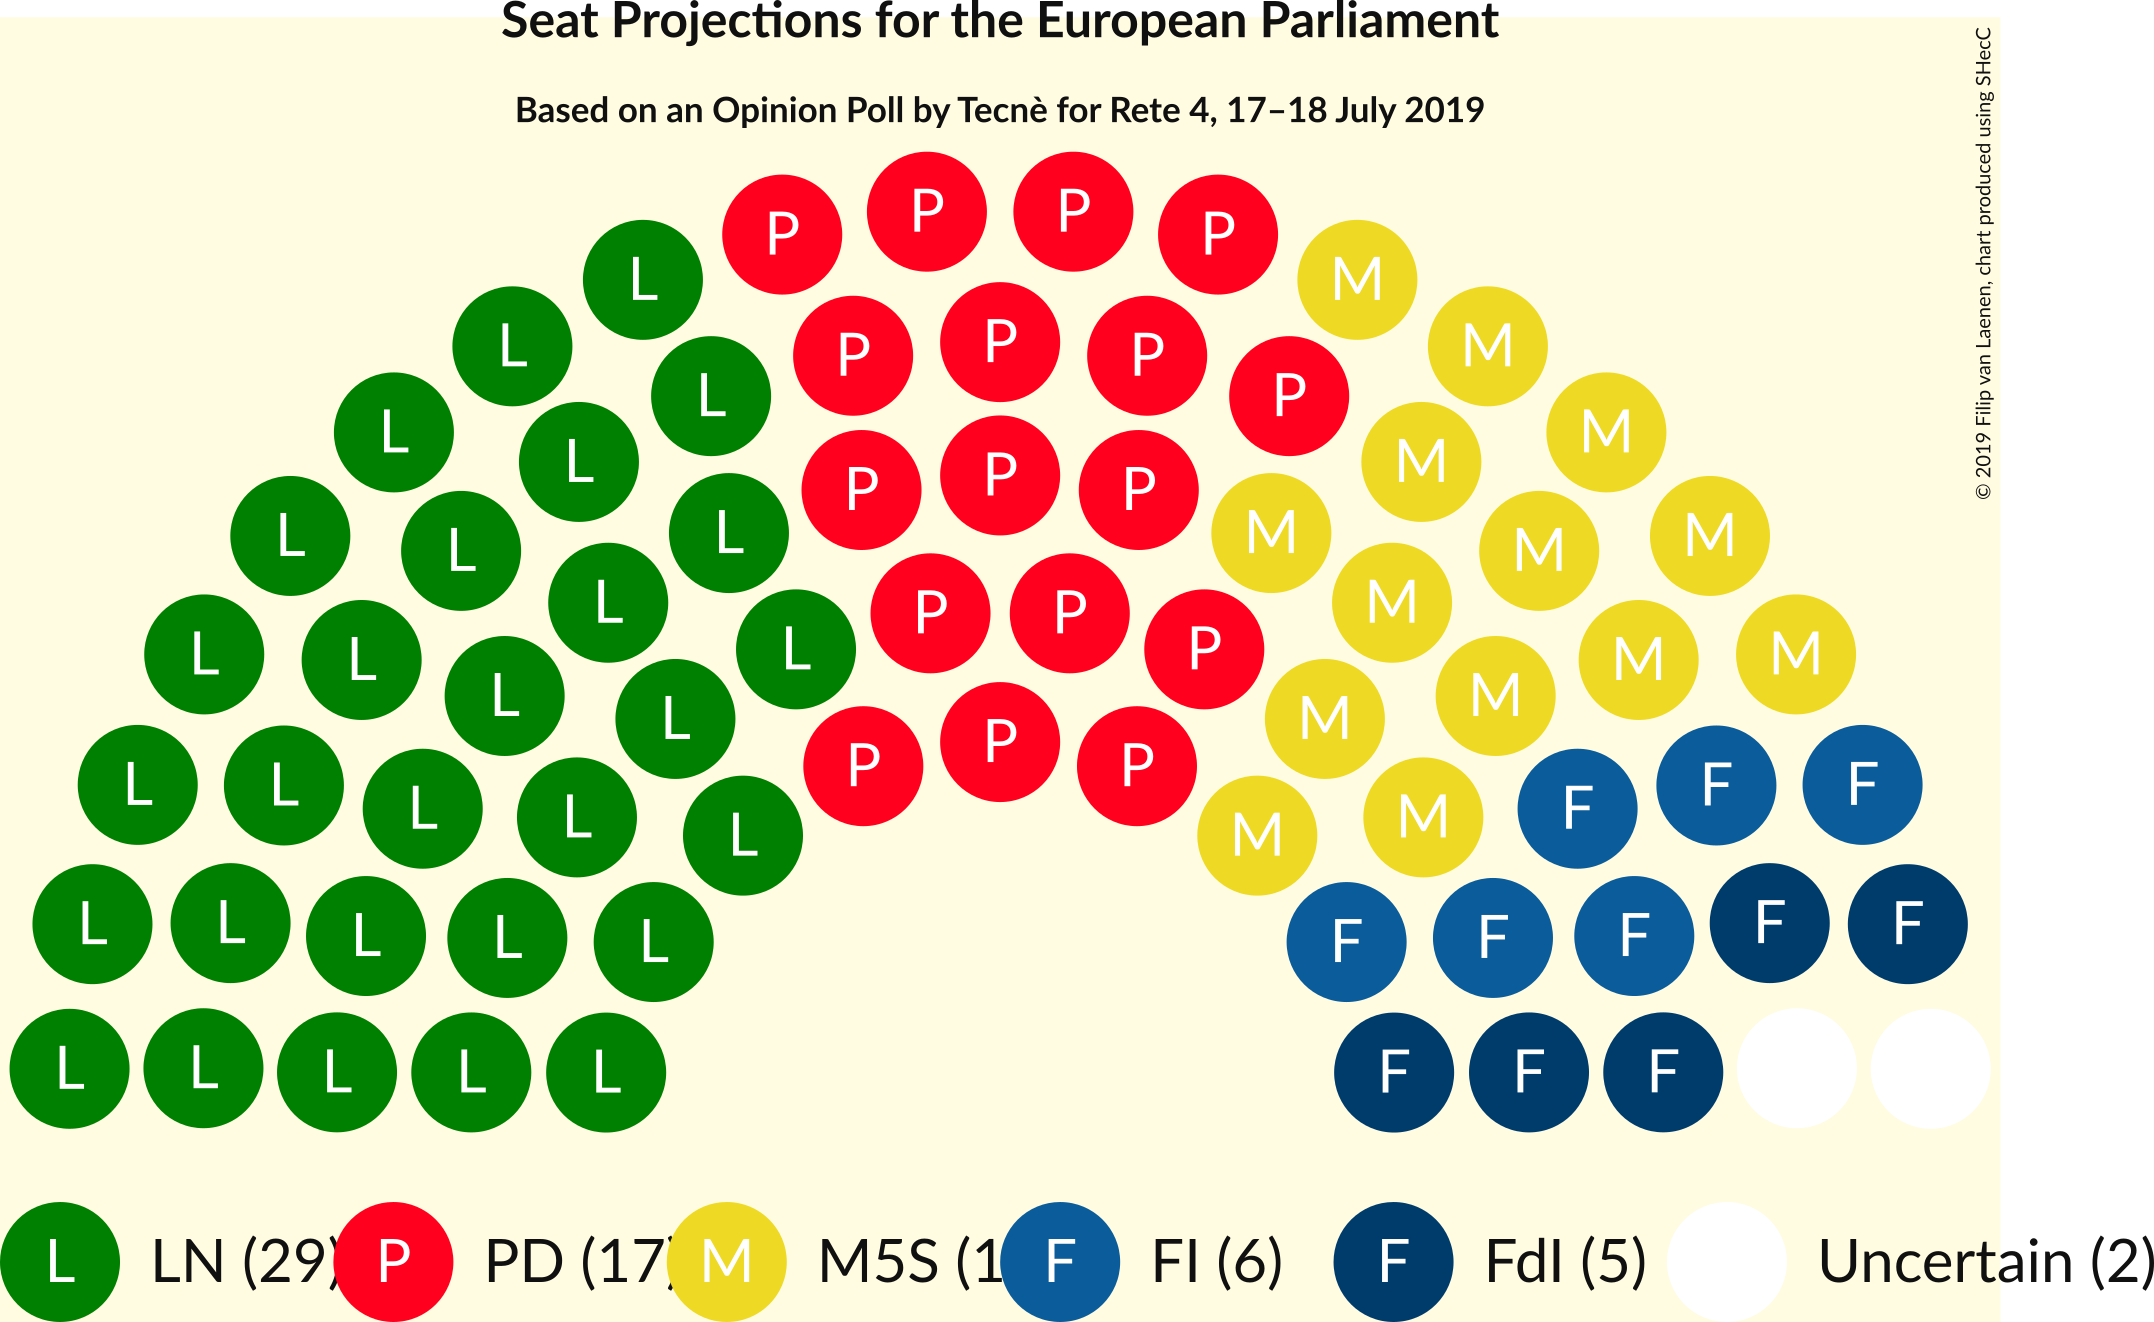 Seat Projections for the European Parliament
Based on an Opinion Poll by Tecnè for Rete 4, 17–18 July 2019
© 2019 Filip van Laenen, chart produced using SHecC
P P P P
L M
L P P P P M
L L P P P P M
L L P P P M M
L L L M M M
L L L P P P M M M
L L L L P P M M M M
L L L P P P M M
L L L L F F F
L L M M
L L L L L F F F F F
L L L L L F F F
L LN (29) P PD (17) M M5S (1 F FI (6) F FdI (5) Uncertain (2)